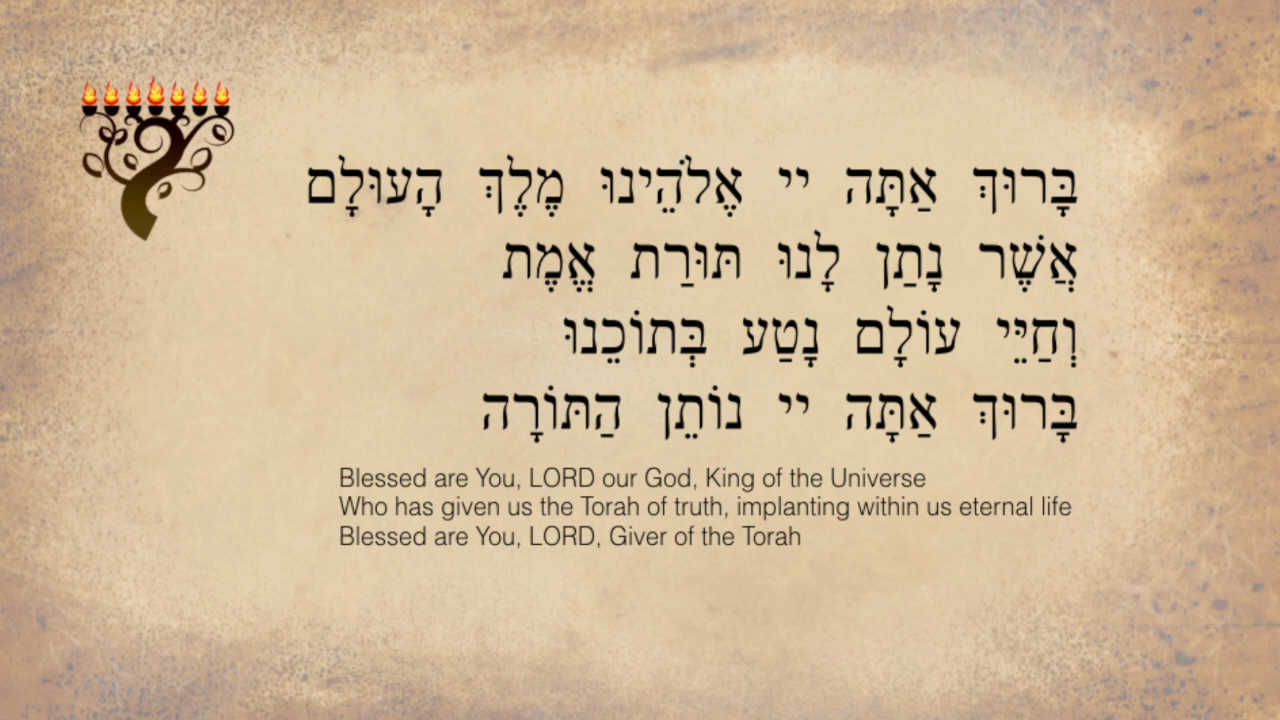 בָּרוּךְ אַתָּה יי אֱלֹהֵינוּ מֶלֶךְ הָעוּלָם
אֲשֶׁר נָתַן לָנוּ תּוּרַת אֱמֶת
וְחַיֵּי עוֹלָם נָטַע בְּתוֹכֵנוּ
בָּרוּךְ אַתָּה יי נוֹתֵן הַתּוֹרָה
Blessed are You, LORD our God, King of the Universe
Who has given us the Torah of truth, implanting within us eternal life
Blessed are You, LORD, Giver of the Torah